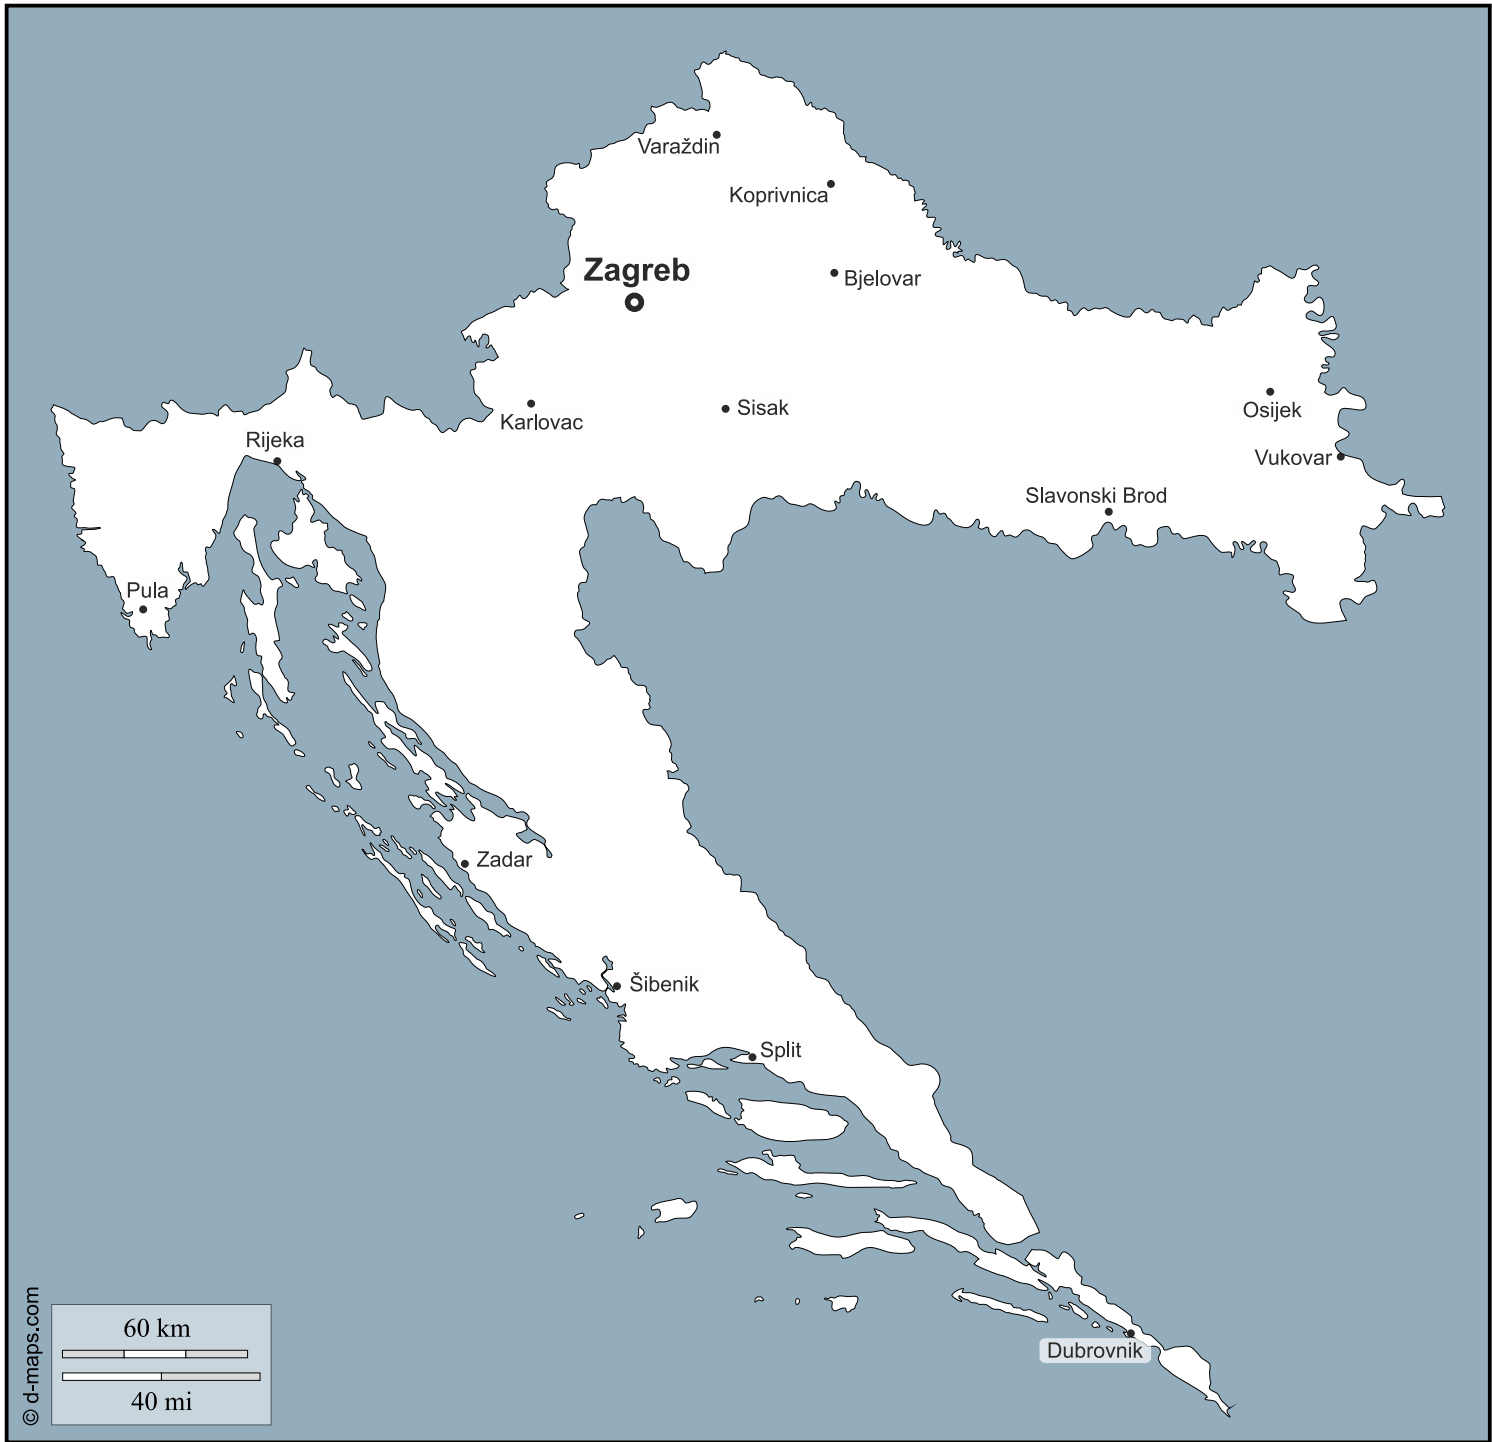 Varaždin
Koprivnica
Zagreb
Bjelovar
Karlovac
Sisak
Osijek
Rijeka
Vukovar
Slavonski Brod
Pula
Zadar
Šibenik
Split
Dubrovnik
60 km
40 mi
© d-maps.com